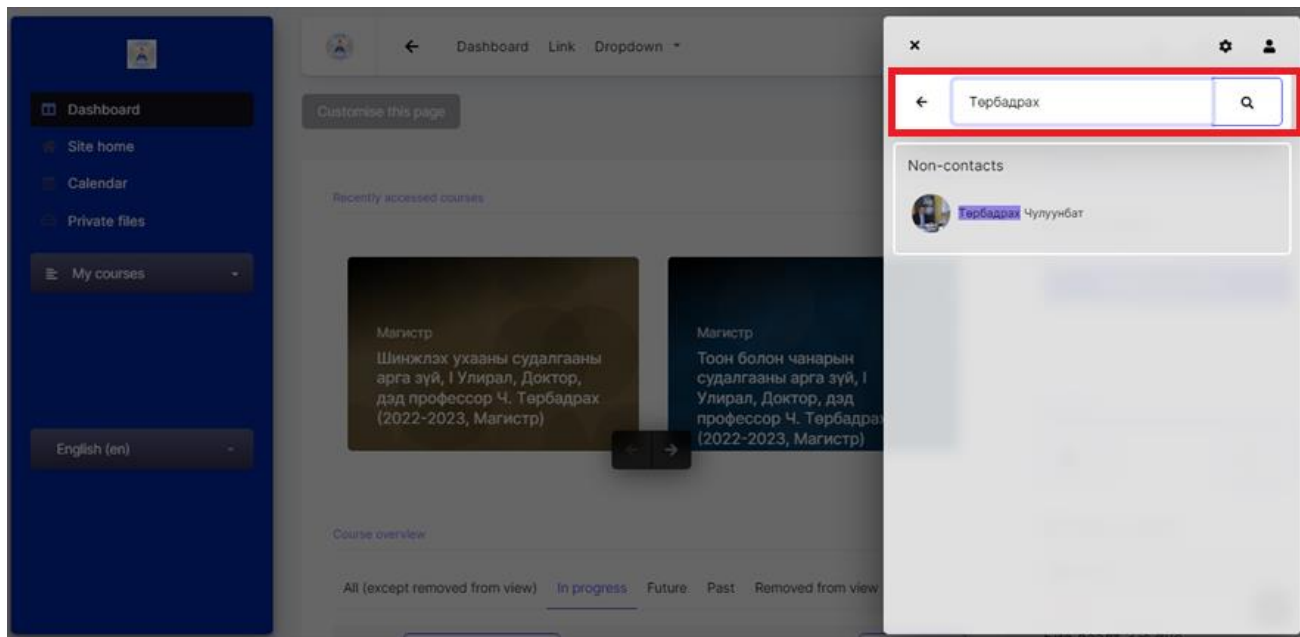 Dashboard
Site home
Calendar
Private files
My courses
English (en)
Dashboard Link Dropdown
Customise this page
Recently accessed courses
Магистр
Шинжлэх ухааны судалгааны
арга зүй, I Улирал, Доктор,
дэд профессор Ч. Төрбадрах
(2022-2023, Магистр)
Магистр
Тоон болон чанарын
судалгааны арга зүй, I
Улирал, Доктор, дэд
профессор Ч. Төрбадрах
(2022-2023, Магистр)
Course overview
All (except removed from view) In progress Future Past Removed from view
Төрбадрах
Non-contacts
Төрбадрах Чулуунбат